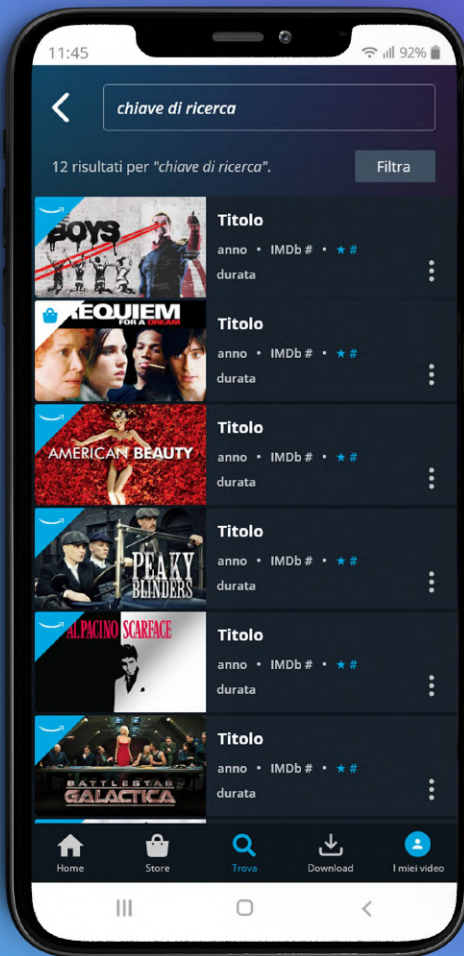 11:45
92%
chiave di ricerca
12 risultati per "chiave di ricerca".
Filtra
BOYS
Titolo
anno • IMDb # • ★ #
durata
REQUIEM
FOR A DREAM
Titolo
anno • IMDb # • ★ #
durata
AMERICAN BEAUTY
Titolo
anno • IMDb # • ★ #
durata
PEAKY
BLINDERS
Titolo
anno • IMDb # • ★ #
durata
AL PACINO SCARFACE
Titolo
anno • IMDb # • ★ #
durata
BATTLESTAR
GALACTICA
Titolo
anno • IMDb # • ★ #
durata
Home
Store
Trova
Download
I miei video